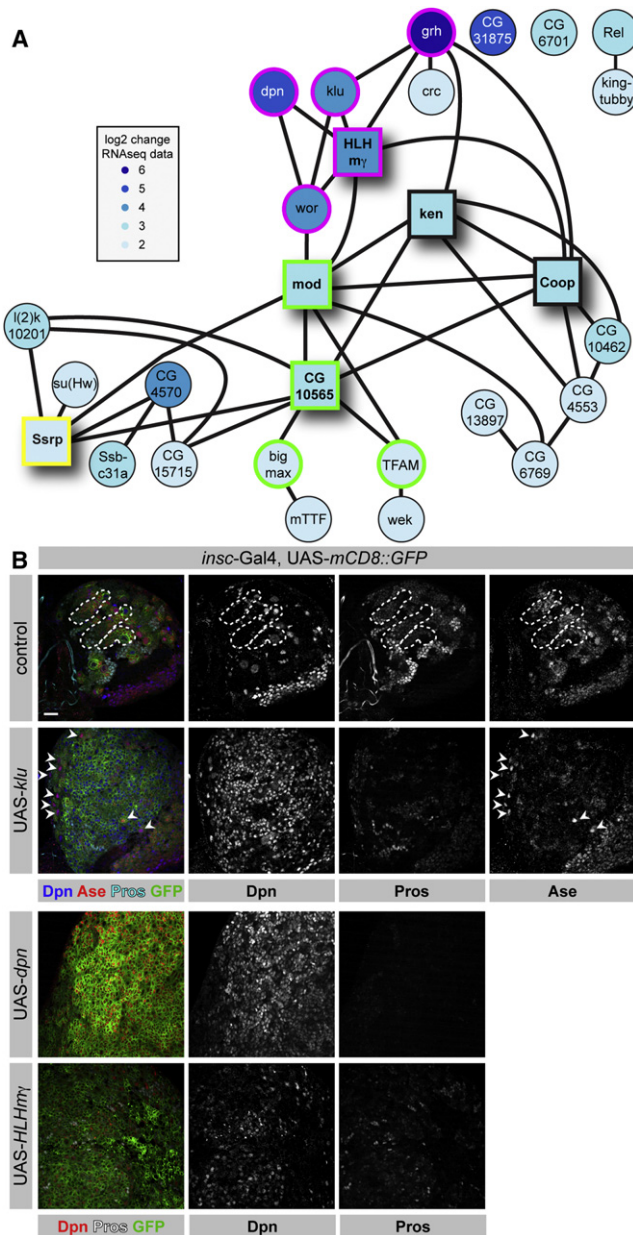 A
grh
CG
31875
CG
6701
Rel
king-
tubby
dpn
klu
crc
log2 change
RNAseq data
6
5
4
3
2
HLH
mγ
wor
ken
mod
Coop
l(2)k
10201
CG
10462
su(Hw)
CG
4570
CG
10565
CG
4553
CG
13897
Ssrp
Ssb-
c31a
CG
15715
big
max
TFAM
CG
6769
mTTF
wek
B
insc-Gal4, UAS-mCD8::GFP
control
UAS-klu
Dpn Ase Pros GFP
Dpn
Pros
Ase
UAS-dpn
UAS-HLHmγ
Dpn Pros GFP
Dpn
Pros